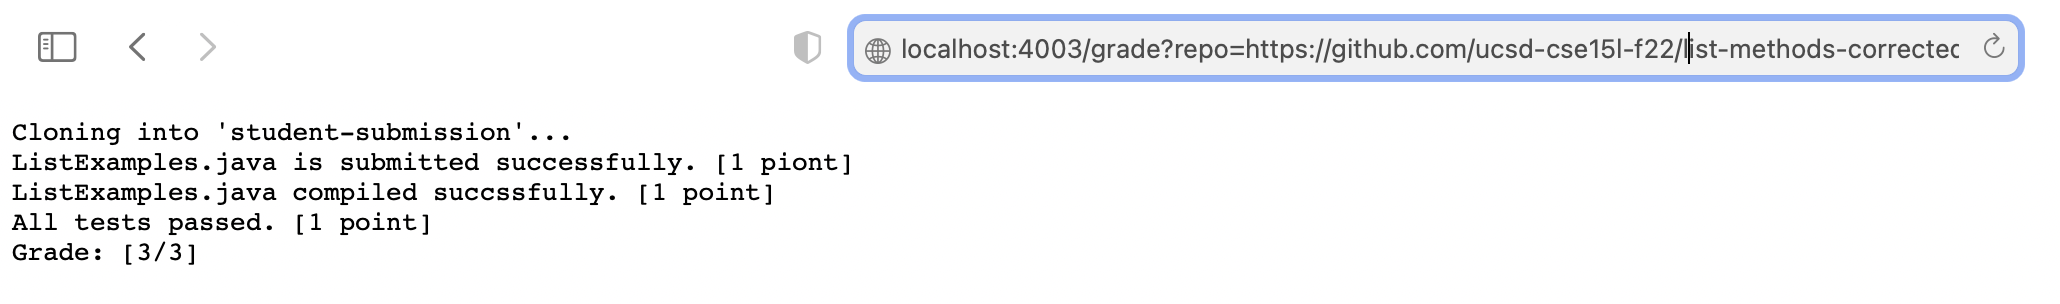 localhost:4003/grade?repo=https://github.com/ucsd-cse15l-f22/list-methods-corrected
Cloning into 'student-submission'...
ListExamples.java is submitted successfully. [1 piont]
ListExamples.java compiled succssfully. [1 point]
All tests passed. [1 point]
Grade: [3/3]